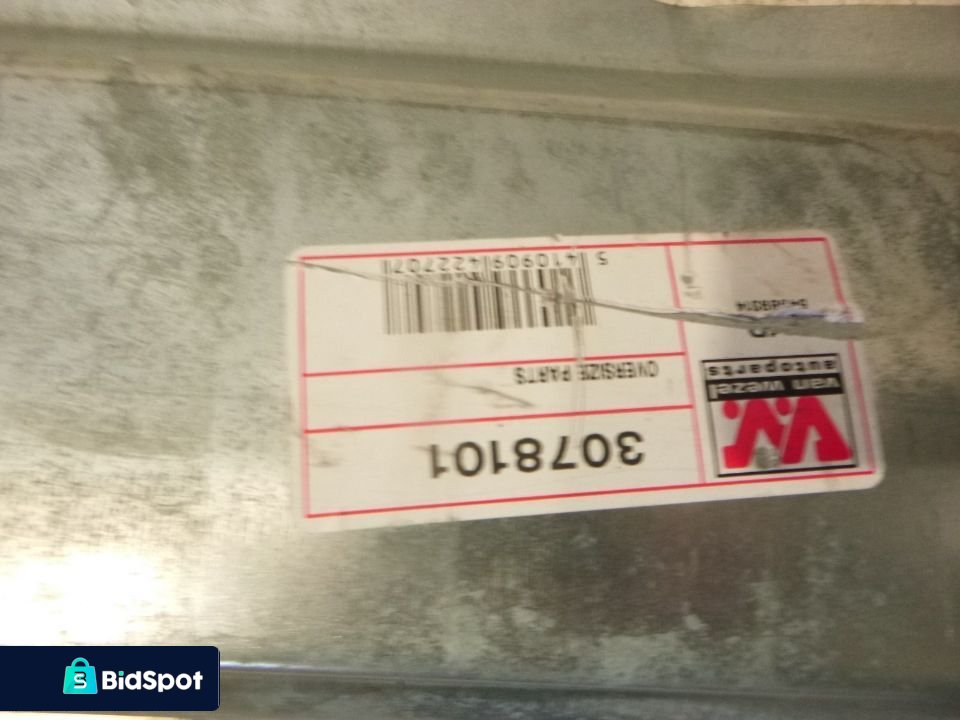 3078101
van wezel
autoparts
OVERSIZE PARTS
5 410909 422707
BidSpot